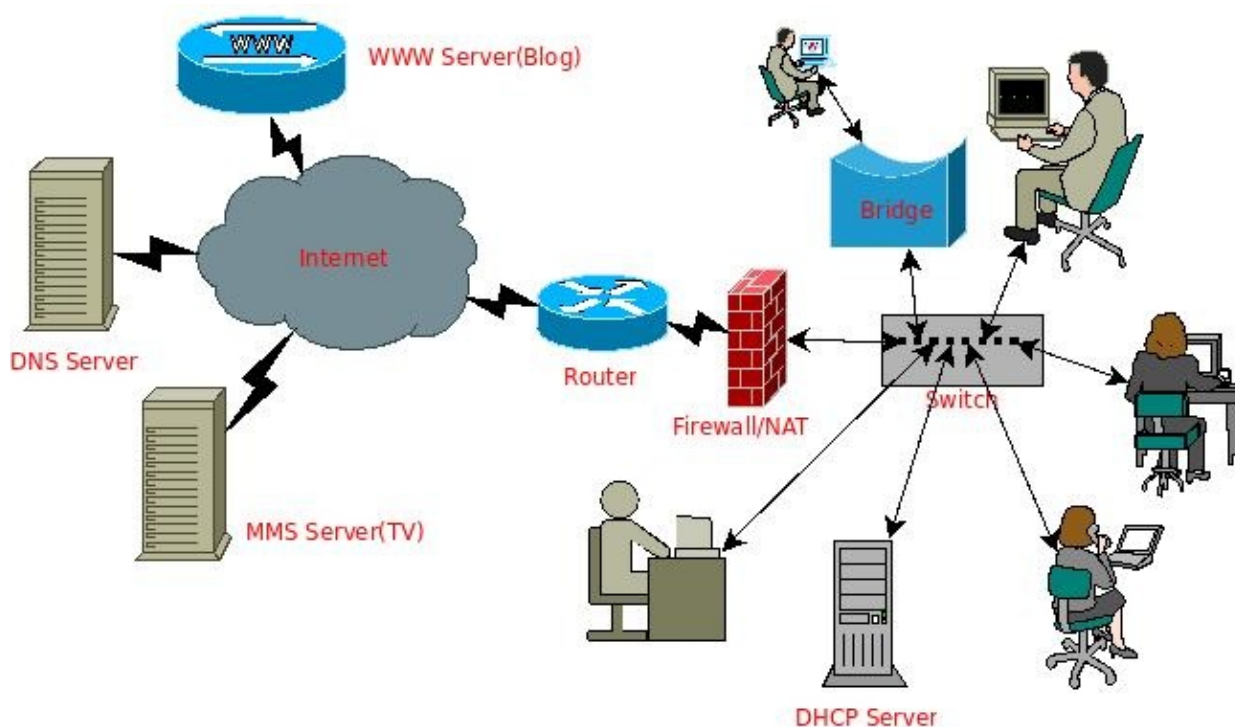 WWW
WWW Server(Blog)
Internet
DNS Server
MMS Server(TV)
Router
Firewall/NAT
Bridge
Switch
DHCP Server